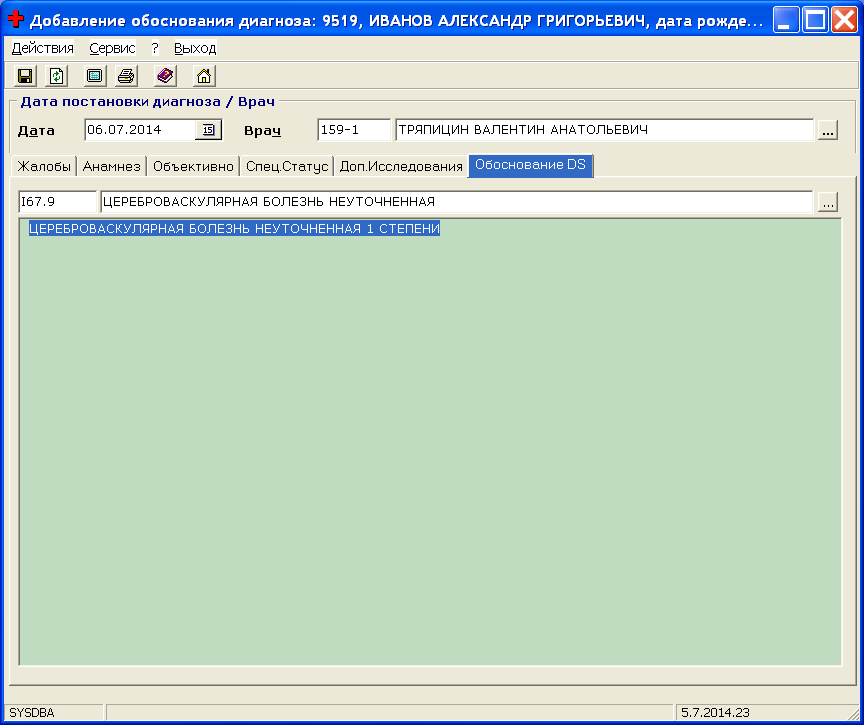 Добавление обоснования диагноза: 9519, ИВАНОВ АЛЕКСАНДР ГРИГОРЬЕВИЧ, дата рожде...
Действия Сервис ? Выход
Дата постановки диагноза / Врач
Дата 06.07.2014 15 Врач 159-1 ТРЯПИЦИН ВАЛЕНТИН АНАТОЛЬЕВИЧ ...
Жалобы Анамнез Объективно Спец.Статус Доп.Исследования Обоснование DS
I67.9 ЦЕРЕБРОВАСКУЛЯРНАЯ БОЛЕЗНЬ НЕУТОЧНЕННАЯ ...
ЦЕРЕБРОВАСКУЛЯРНАЯ БОЛЕЗНЬ НЕУТОЧНЕННАЯ 1 СТЕПЕНИ
SYSDBA 5.7.2014.23